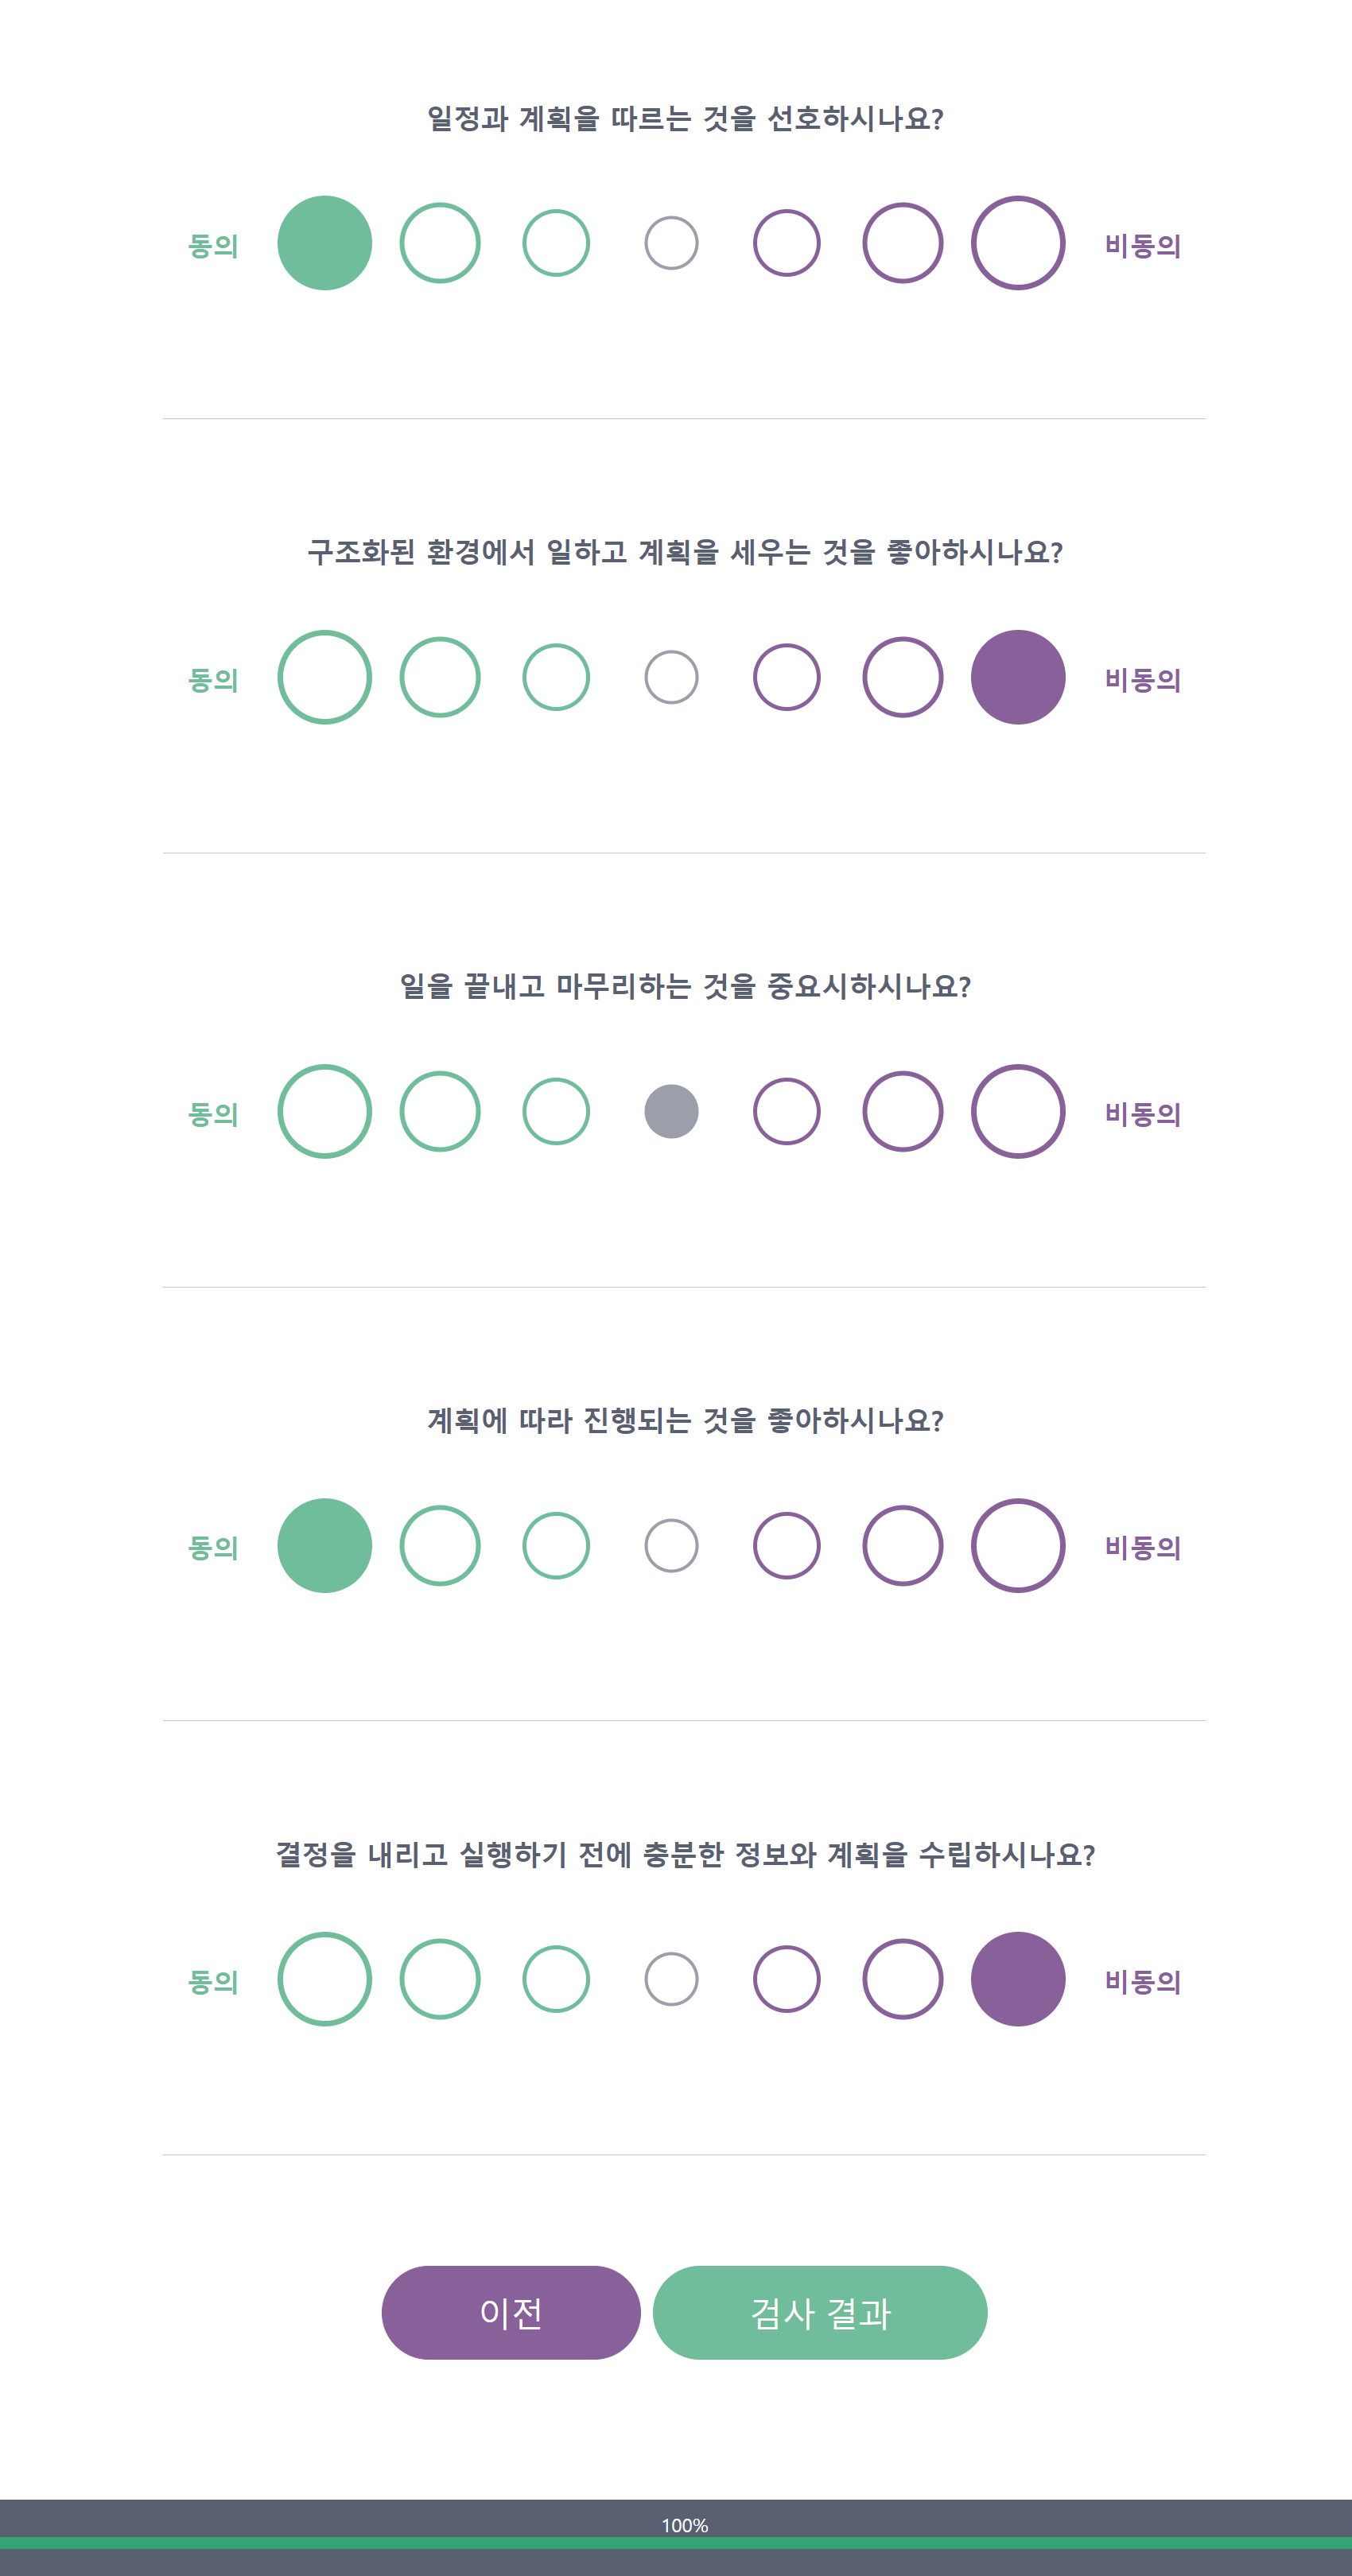 일정과 계획을 따르는 것을 선호하시나요?
동의 비동의
구조화된 환경에서 일하고 계획을 세우는 것을 좋아하시나요?
동의 비동의
일을 끝내고 마무리하는 것을 중요시하시나요?
동의 비동의
계획에 따라 진행되는 것을 좋아하시나요?
동의 비동의
결정을 내리고 실행하기 전에 충분한 정보와 계획을 수립하시나요?
동의 비동의
이전 검사 결과
100%